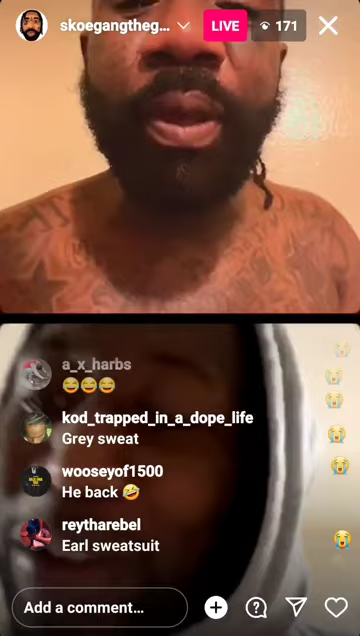 skoegangtheg...
LIVE
171
a_x_harbs
😂😂😂
kod_trapped_in_a_dope_life
Grey sweat
wooseyof1500
He back 🤣
reytharebel
Earl sweatsuit
Add a comment...